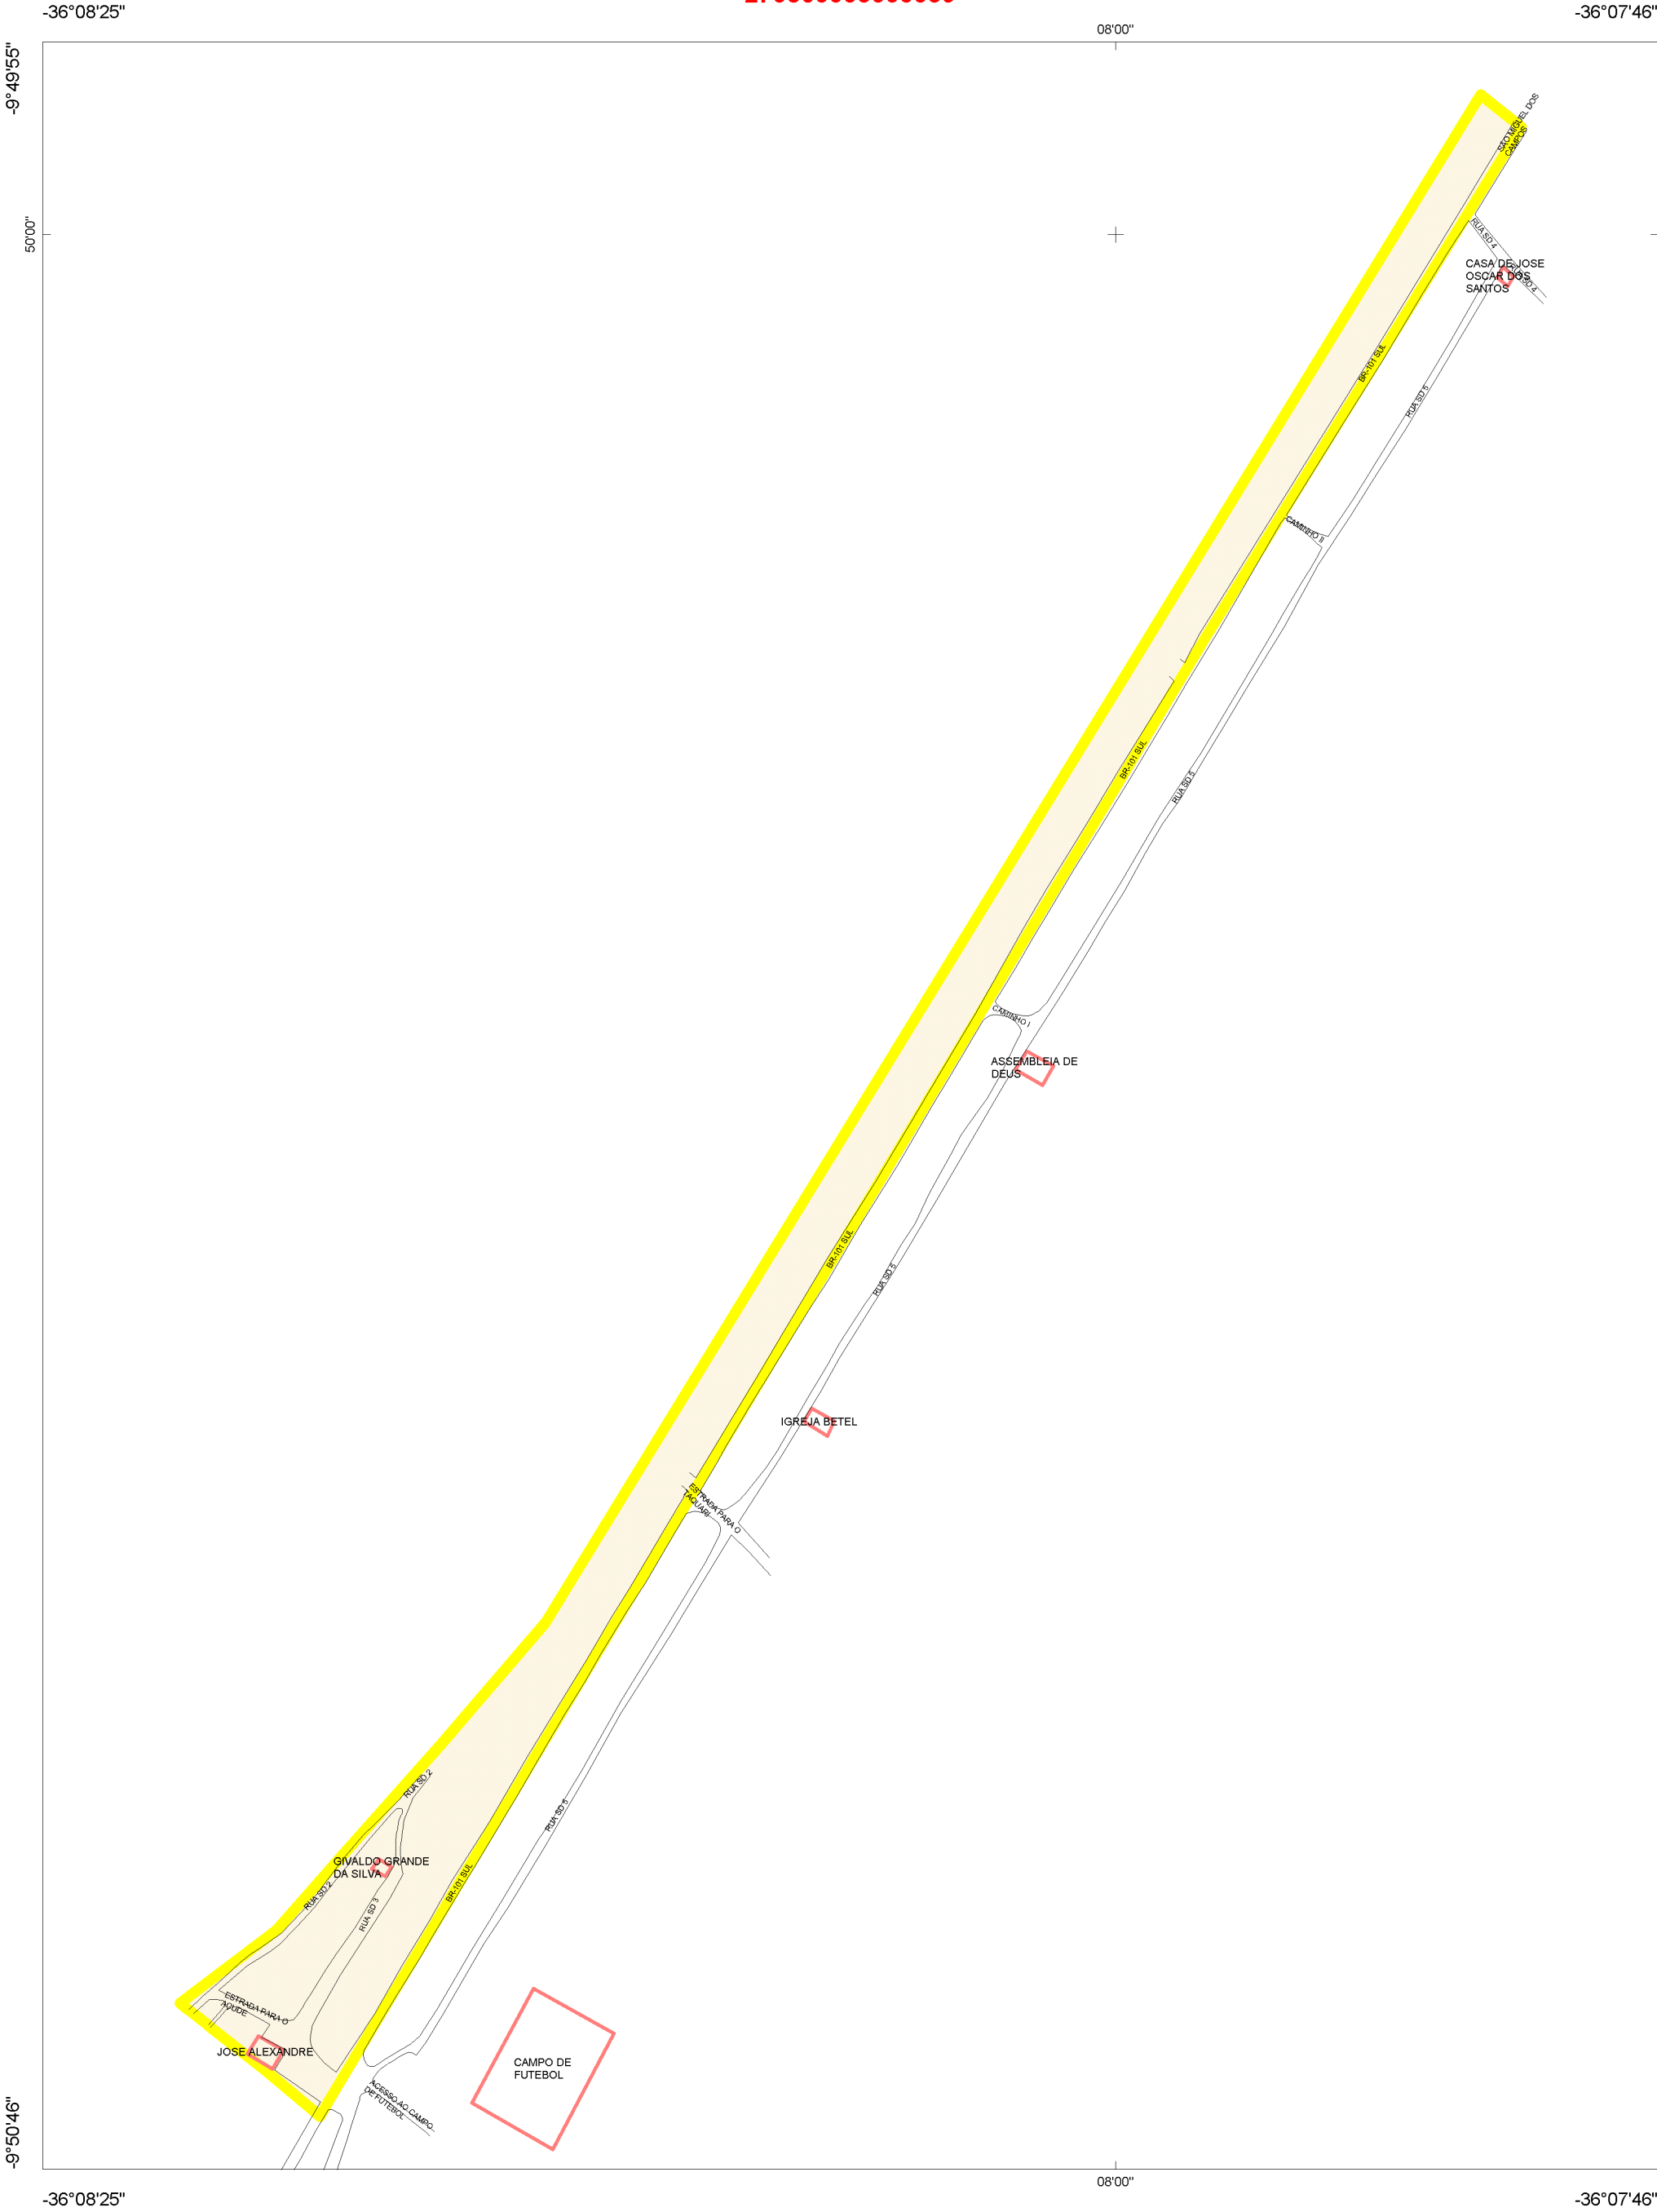 -36°08'25"
-36°07'46"
08'00"
-9°49'55"
50'00"
SÃO MIGUEL DOS
CAMPOS
RUA SD 4
CASA DE JOSE
OSCAR DOS
SANTOS
RUA SD 4
BR-101 SUL
RUA SD 5
CAMINHO II
BR-101 SUL
RUA SD 5
CAMINHO I
ASSEMBLEIA DE
DEUS
BR-101 SUL
RUA SD 5
IGREJA BETEL
ESTRADA PARA O
TAQUARI
RUA SD 2
RUA SD 5
GIVALDO GRANDE
DA SILVA
BR-101 SUL
RUA SD 2
RUA SD 3
ESTRADA PARA O
AÇUDE
JOSE ALEXANDRE
CAMPO DE
FUTEBOL
ACESSO AO CAMPO
DE FUTEBOL
-9°50'46"
08'00"
-36°08'25"
-36°07'46"